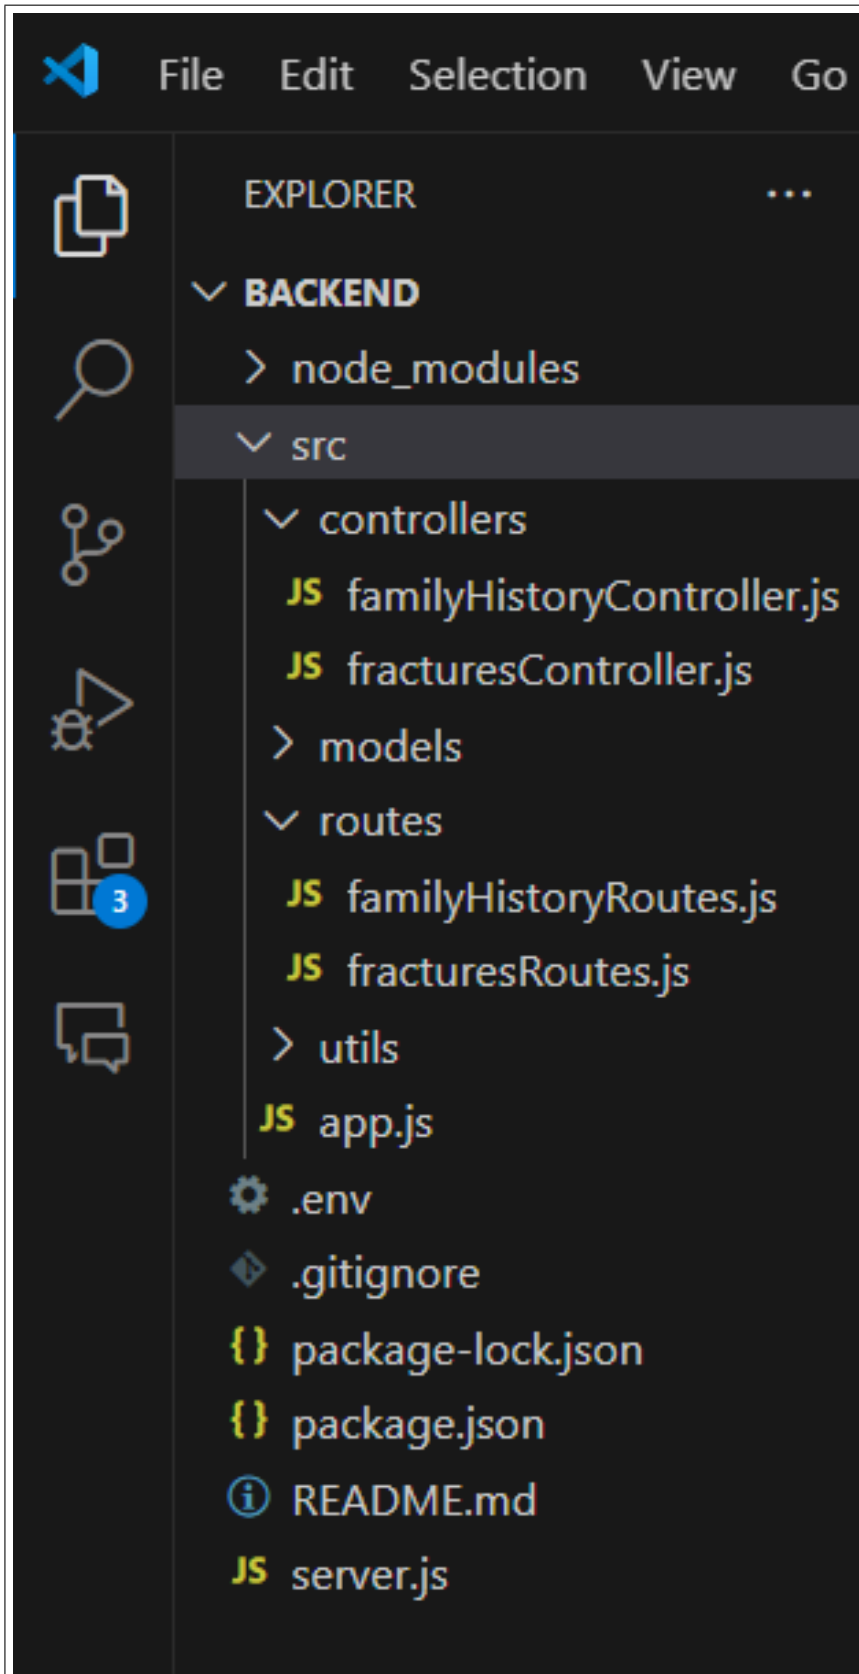 File Edit Selection View Go
EXPLORER ...
BACKEND
node_modules
src
controllers
JS familyHistoryController.js
JS fracturesController.js
models
routes
JS familyHistoryRoutes.js
JS fracturesRoutes.js
utils
JS app.js
.env
.gitignore
{} package-lock.json
{} package.json
README.md
JS server.js
3